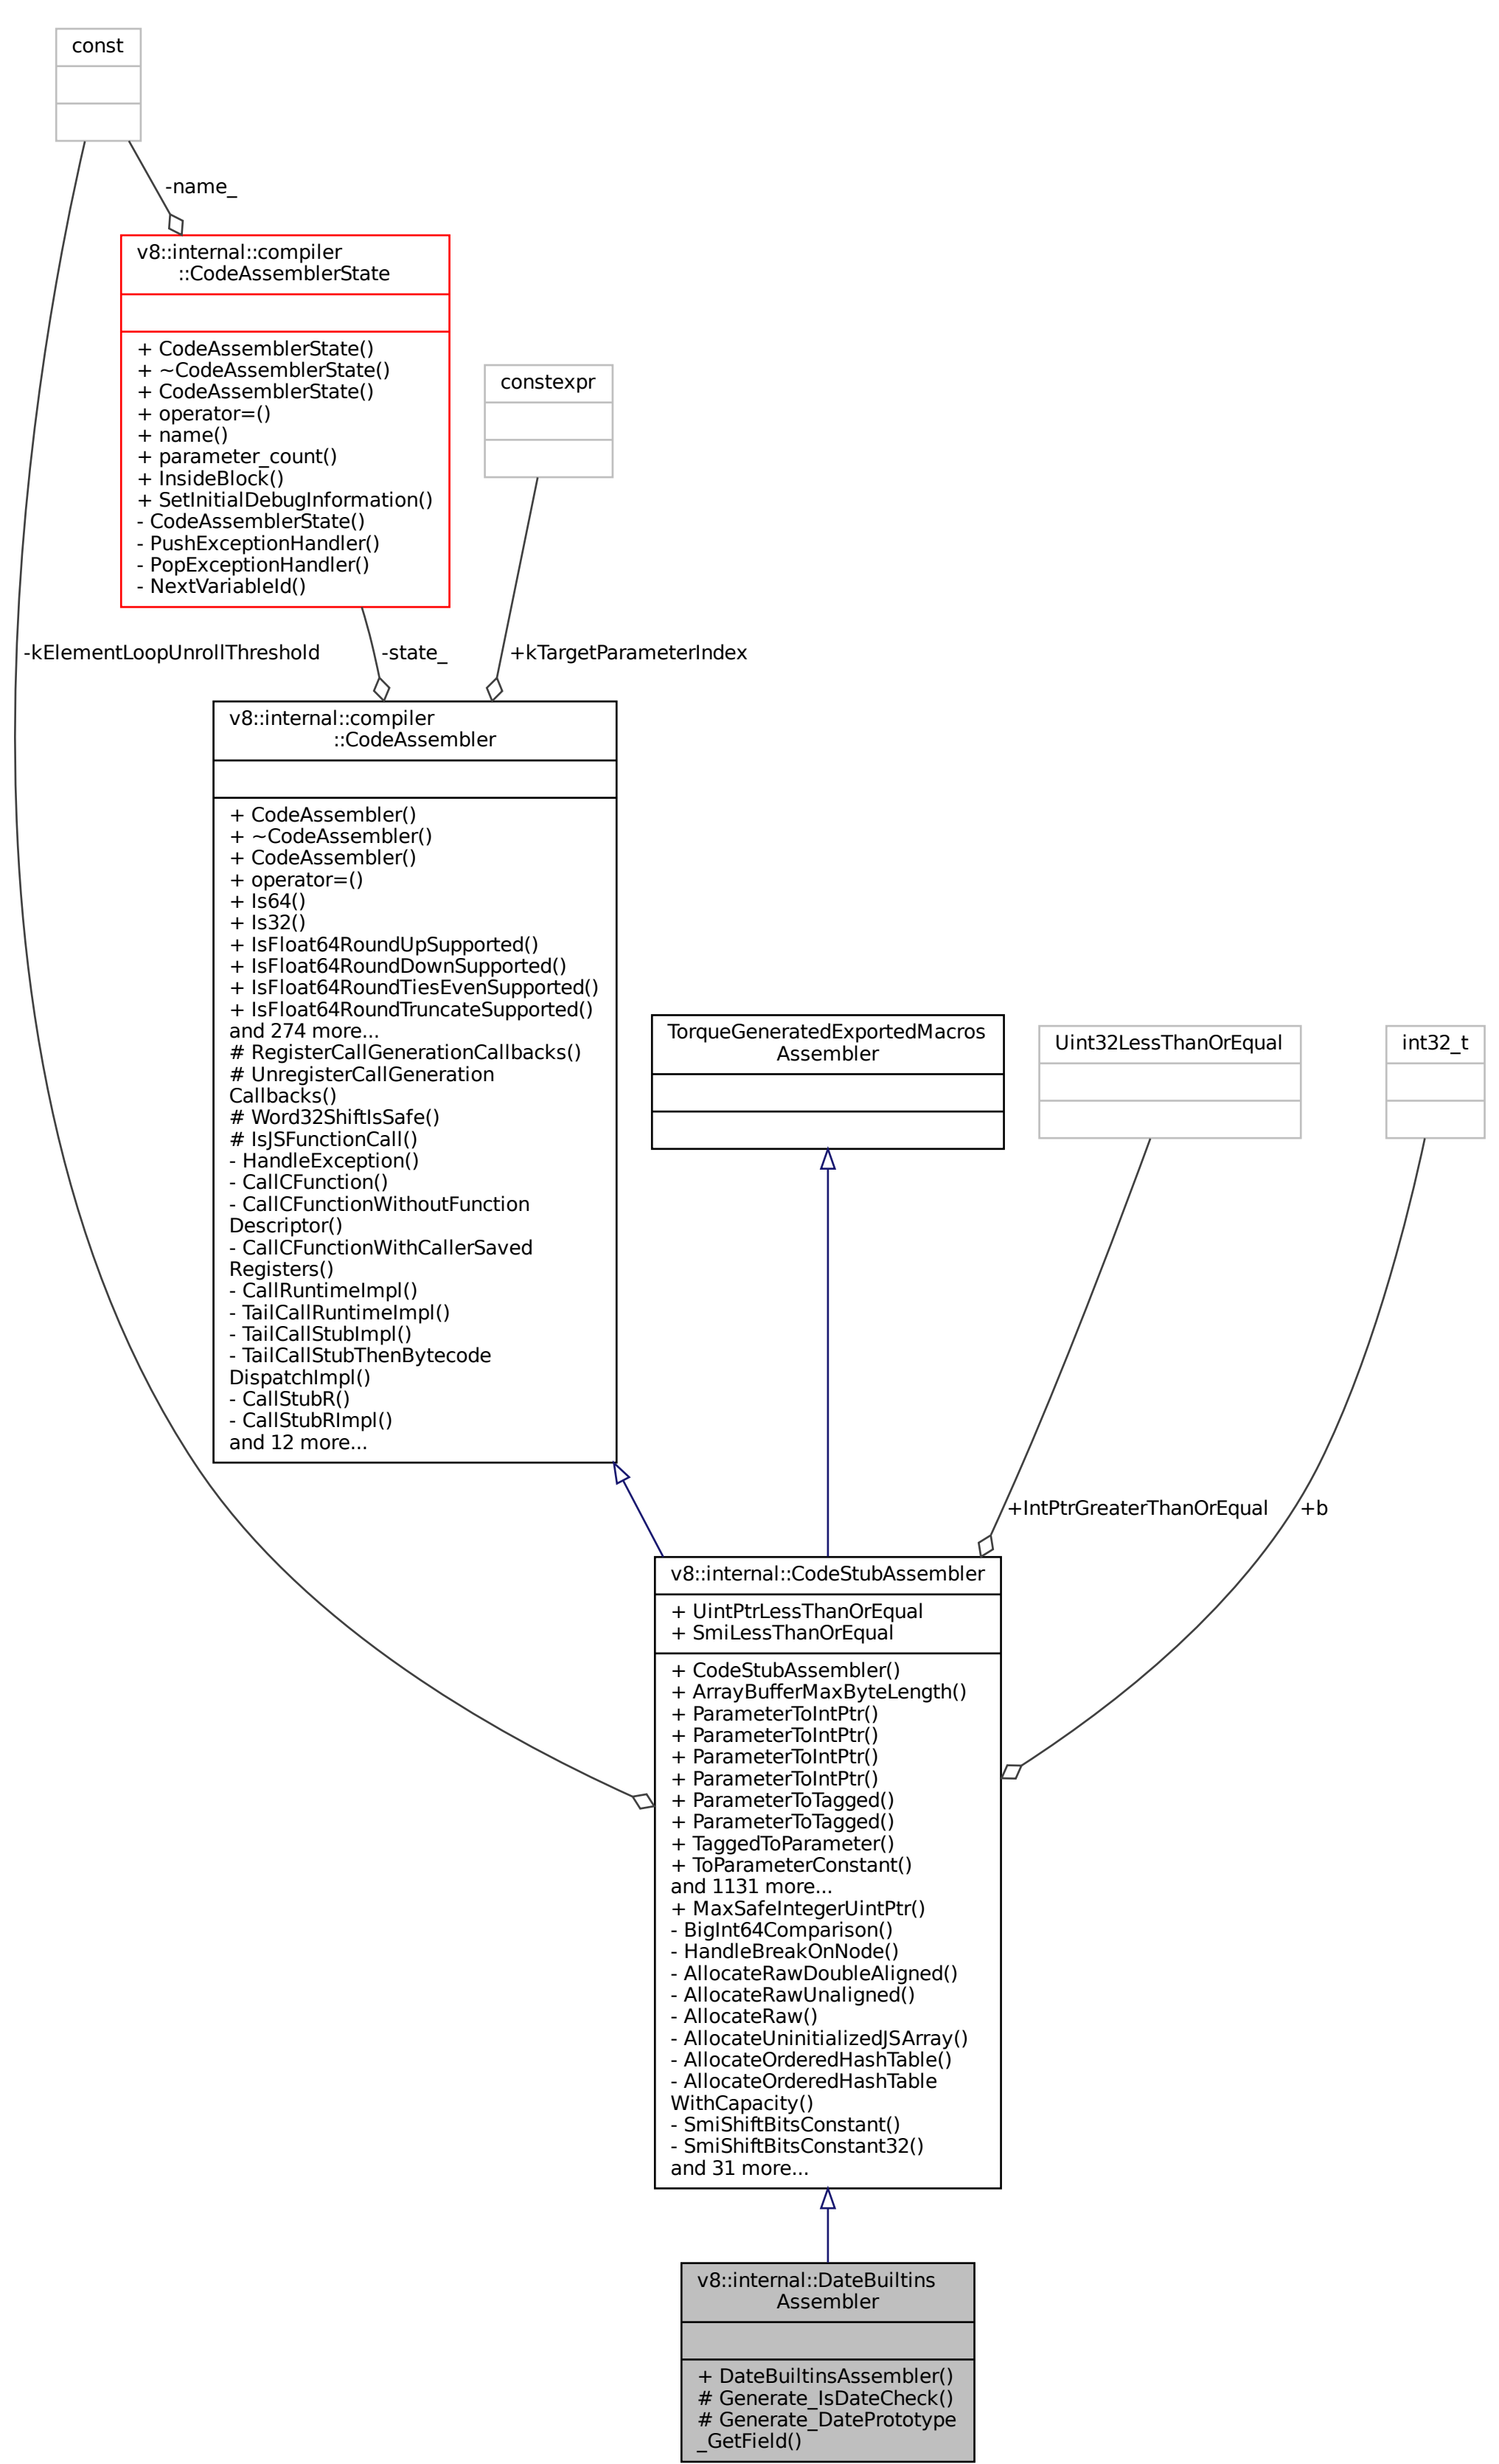 const
-name_
v8::internal::compiler
::CodeAssemblerState
+ CodeAssemblerState()
+ ~CodeAssemblerState()
+ CodeAssemblerState()
+ operator=()
+ name()
+ parameter_count()
+ InsideBlock()
+ SetInitialDebugInformation()
- CodeAssemblerState()
- PushExceptionHandler()
- PopExceptionHandler()
- NextVariableId()
constexpr
-kElementLoopUnrollThreshold
-state_
+kTargetParameterIndex
v8::internal::compiler
::CodeAssembler
+ CodeAssembler()
+ ~CodeAssembler()
+ CodeAssembler()
+ operator=()
+ Is64()
+ Is32()
+ IsFloat64RoundUpSupported()
+ IsFloat64RoundDownSupported()
+ IsFloat64RoundTiesEvenSupported()
+ IsFloat64RoundTruncateSupported()
and 274 more...
# RegisterCallGenerationCallbacks()
# UnregisterCallGeneration
Callbacks()
# Word32ShiftIsSafe()
# IsJSFunctionCall()
- HandleException()
- CallCFunction()
- CallCFunctionWithoutFunction
Descriptor()
- CallCFunctionWithCallerSaved
Registers()
- CallRuntimeImpl()
- TailCallRuntimeImpl()
- TailCallStubImpl()
- TailCallStubThenBytecode
DispatchImpl()
- CallStubR()
- CallStubRImpl()
and 12 more...
TorqueGeneratedExportedMacros
Assembler
Uint32LessThanOrEqual
int32_t
+IntPtrGreaterThanOrEqual
+b
v8::internal::CodeStubAssembler
+ UintPtrLessThanOrEqual
+ SmiLessThanOrEqual
+ CodeStubAssembler()
+ ArrayBufferMaxByteLength()
+ ParameterToIntPtr()
+ ParameterToIntPtr()
+ ParameterToIntPtr()
+ ParameterToIntPtr()
+ ParameterToTagged()
+ ParameterToTagged()
+ TaggedToParameter()
+ ToParameterConstant()
and 1131 more...
+ MaxSafeIntegerUintPtr()
- BigInt64Comparison()
- HandleBreakOnNode()
- AllocateRawDoubleAligned()
- AllocateRawUnaligned()
- AllocateRaw()
- AllocateUninitializedJSArray()
- AllocateOrderedHashTable()
- AllocateOrderedHashTable
WithCapacity()
- SmiShiftBitsConstant()
- SmiShiftBitsConstant32()
and 31 more...
v8::internal::DateBuiltins
Assembler
+ DateBuiltinsAssembler()
# Generate_IsDateCheck()
# Generate_DatePrototype
_GetField()